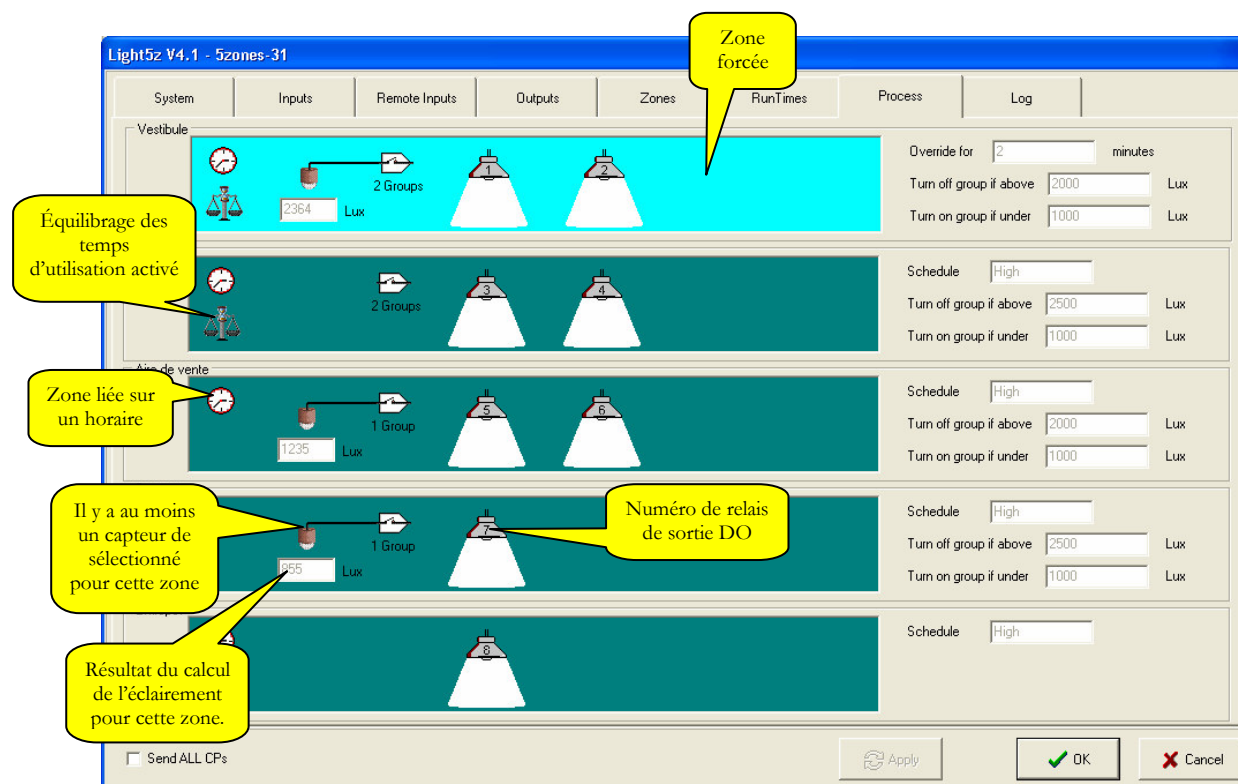 Zone
forcée
Light5z V4.1 - 5zones-31
System
Inputs
Remote Inputs
Outputs
Zones
RunTimes
Process
Log
Vestibule
2 Groups
1
2
2364
Lux
Override for
2
minutes
Turn off group if above
2000
Lux
Turn on group if under
1000
Lux
Équilibrage des
temps
d'utilisation activé
2 Groups
3
4
Schedule
High
Turn off group if above
2500
Lux
Turn on group if under
1000
Lux
Aire de vente
Zone liée sur
un horaire
1 Group
5
6
1235
Lux
Schedule
High
Turn off group if above
2000
Lux
Turn on group if under
1000
Lux
Il y a au moins
un capteur de
sélectionné
pour cette zone
1 Group
7
Numéro de relais
de sortie DO
Lux
Schedule
High
Turn off group if above
2500
Lux
Turn on group if under
1000
Lux
Résultat du calcul
de l'éclairement
pour cette zone.
8
Schedule
High
Send ALL CPs
Apply
OK
Cancel